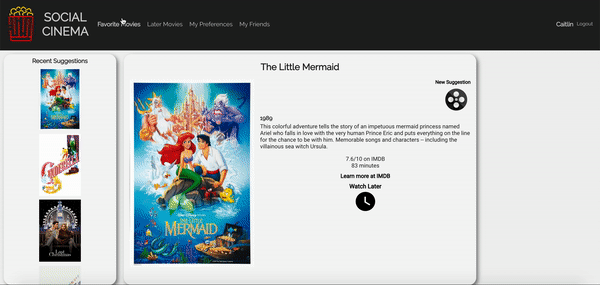 SOCIAL
CINEMA
Favorite Movies
Later Movies
My Preferences
My Friends
Caitlin
Logout
Recent Suggestions
The Little Mermaid
New Suggestion
1989
This colorful adventure tells the story of an impetuous mermaid princess named
Ariel who falls in love with the very human Prince Eric and puts everything on the line
for the chance to be with him. Memorable songs and characters -- including the
villainous sea witch Ursula.
7.6/10 on IMDB
83 minutes
Learn more at IMDB
Watch Later
THE LITTLE
MERMAID
Last
Christmas